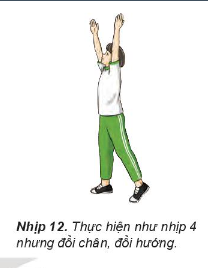 Nhịp 12. Thực hiện như nhịp 4
nhưng đổi chân, đổi hướng.